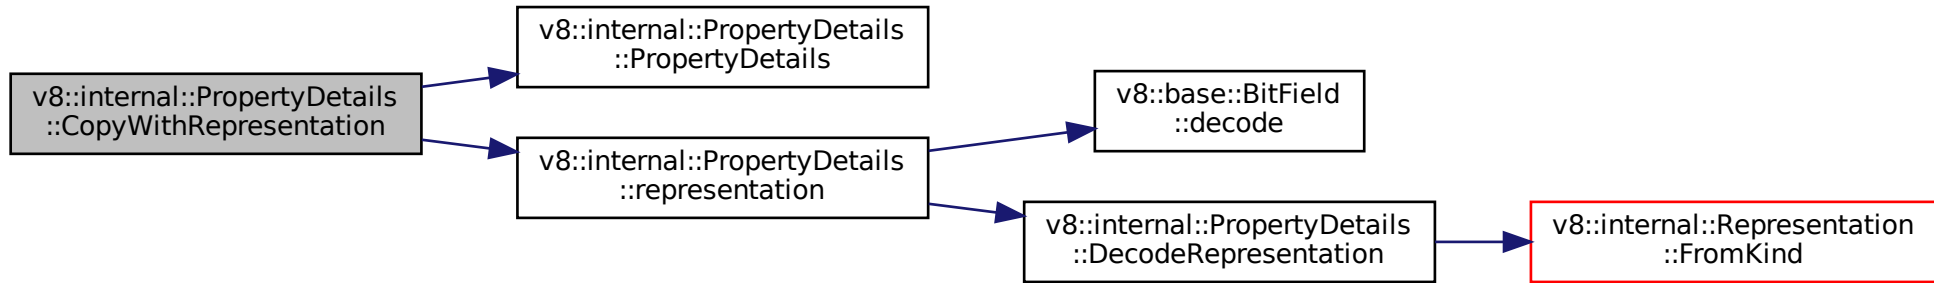 v8::internal::PropertyDetails
::CopyWithRepresentation
v8::internal::PropertyDetails
::PropertyDetails
v8::internal::PropertyDetails
::representation
v8::base::BitField
::decode
v8::internal::PropertyDetails
::DecodeRepresentation
v8::internal::Representation
::FromKind